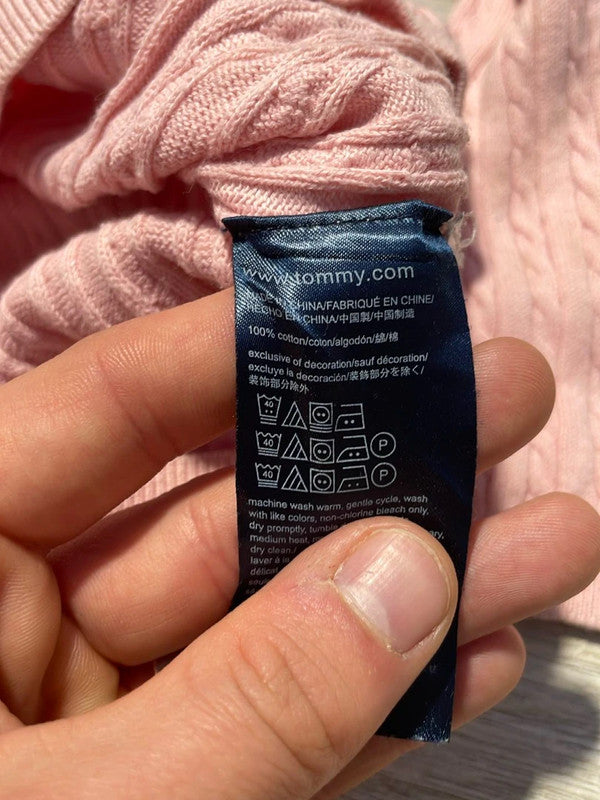 www.tommy.com
MADE IN CHINA/FABRIQUÉ EN CHINE/
HECHO EN CHINA/中国製/中国制造
100% cotton/coton/algodón/綿/棉
exclusive of decoration/sauf décoration/
excluye la decoración/装飾部分を除く/
装饰部分除外
40
40 P
40 P
machine wash warm, gentle cycle, wash
with like colors, non-chlorine bleach only,
dry promptly, tumble
medium heat,
dry clean./
laver à la